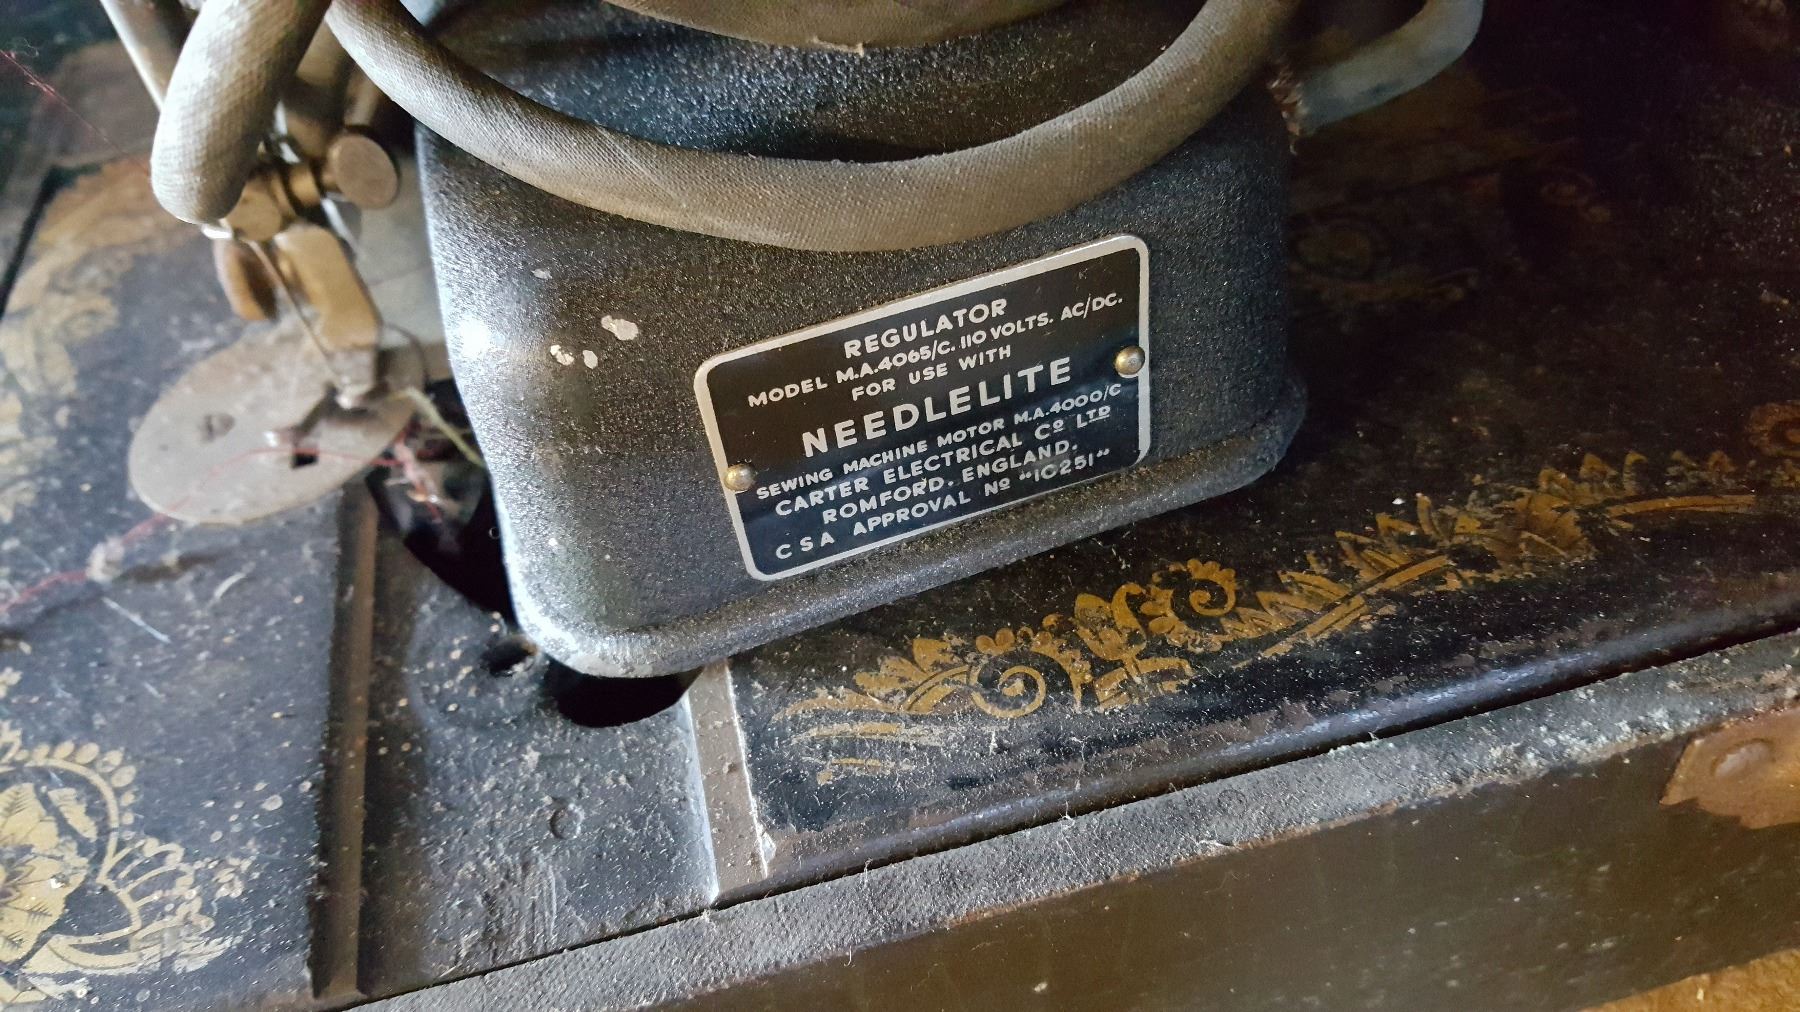 REGULATOR
MODEL M.A.4065/C. 110 VOLTS. AC/DC.
FOR USE WITH
NEEDLELITE
SEWING MACHINE MOTOR M.A.4000/C
CARTER ELECTRICAL Cº LTD
ROMFORD. ENGLAND.
CSA APPROVAL Nº "1C251"